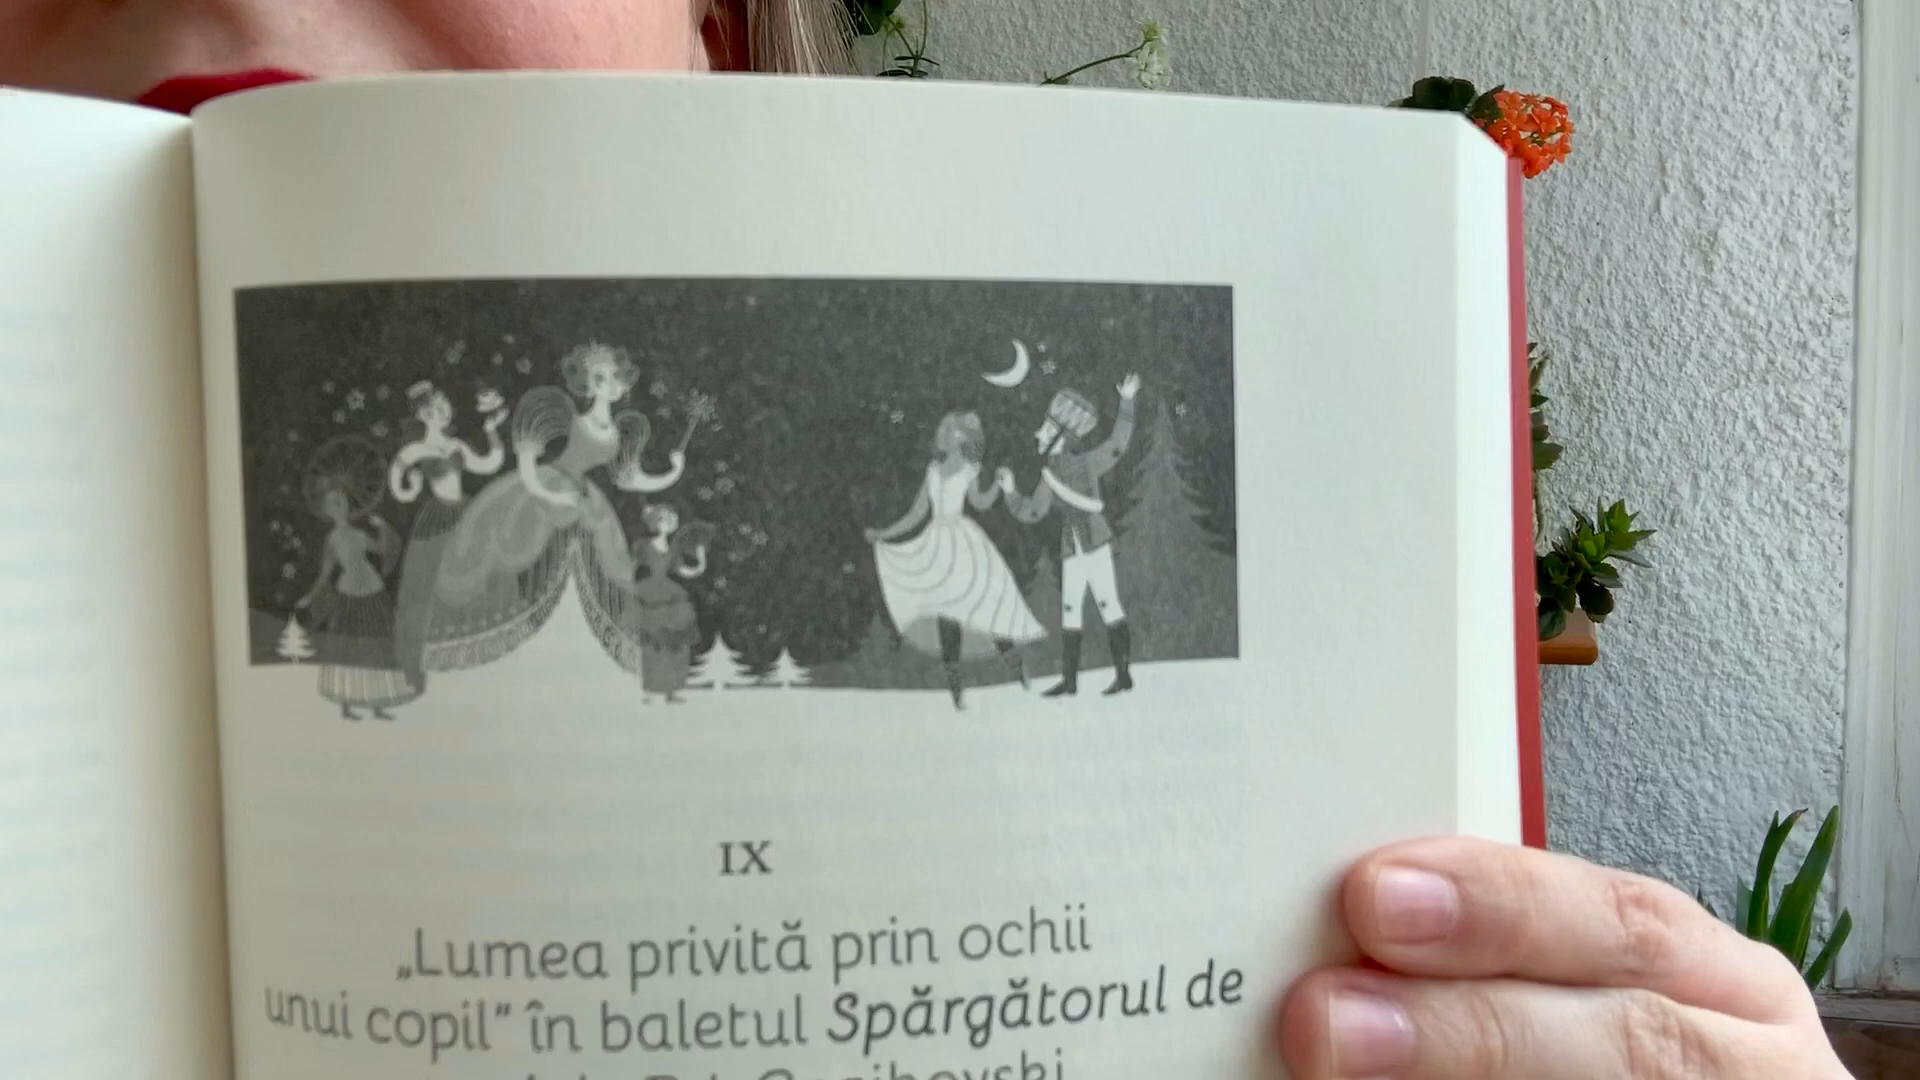 IX
„Lumea privită prin ochii
unui copil” în baletul Spărgătorul de